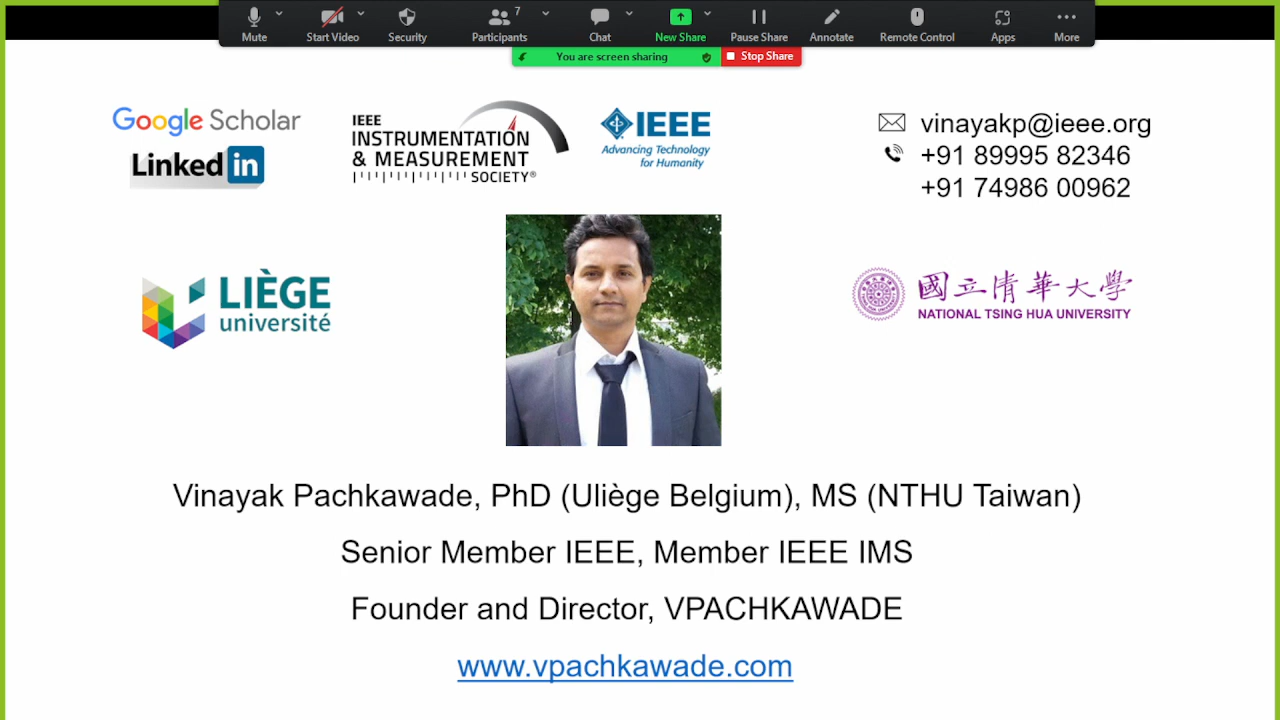 7
Mute
Start Video
Security
Participants
Chat
New Share
Pause Share
Annotate
Remote Control
Apps
More
You are screen sharing
Stop Share
Google Scholar
Linked in
IEEE
INSTRUMENTATION
& MEASUREMENT
SOCIETY®
IEEE
Advancing Technology
for Humanity
vinayakp@ieee.org
+91 89995 82346
+91 74986 00962
LIÈGE
université
國立清華大學
NATIONAL TSING HUA UNIVERSITY
Vinayak Pachkawade, PhD (Uliège Belgium), MS (NTHU Taiwan)
Senior Member IEEE, Member IEEE IMS
Founder and Director, VPACHKAWADE
www.vpachkawade.com